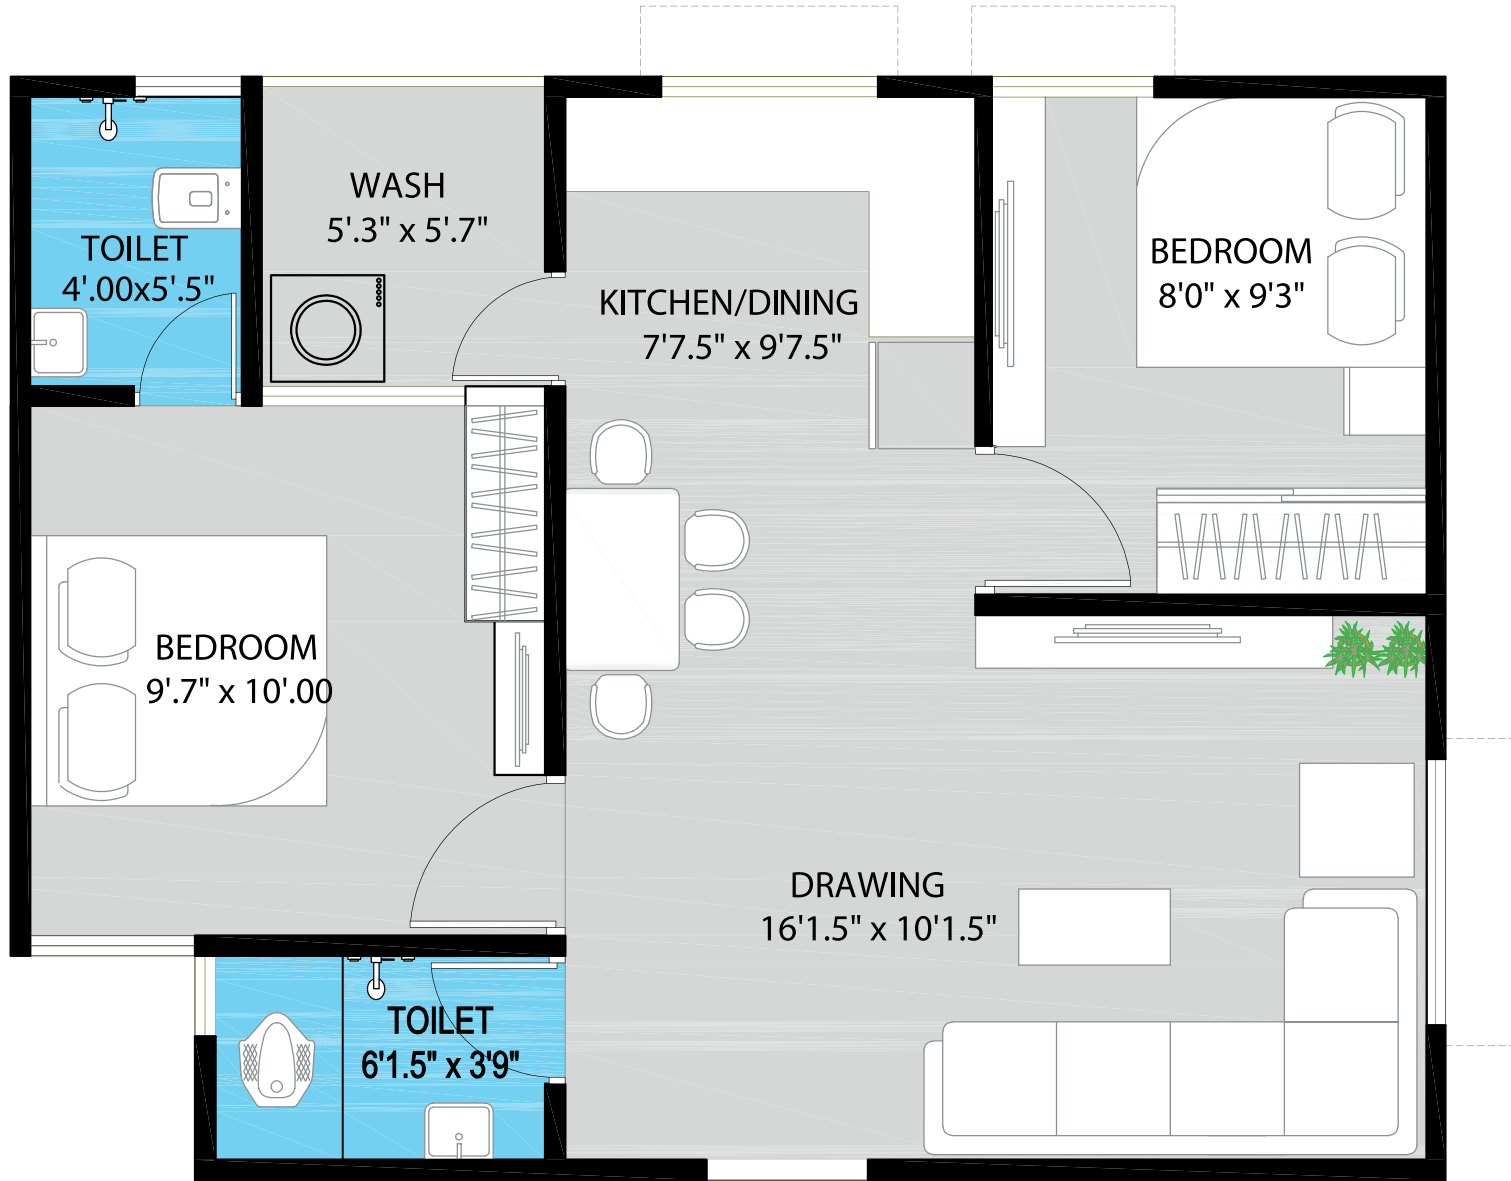 WASH
5'.3" x 5'.7"
TOILET
4'.00x5'.5"
KITCHEN/DINING
7'7.5" x 9'7.5"
BEDROOM
8'0" x 9'3"
BEDROOM
9'.7" x 10'.00
DRAWING
16'1.5" x 10'1.5"
TOILET
6'1.5" x 3'9"